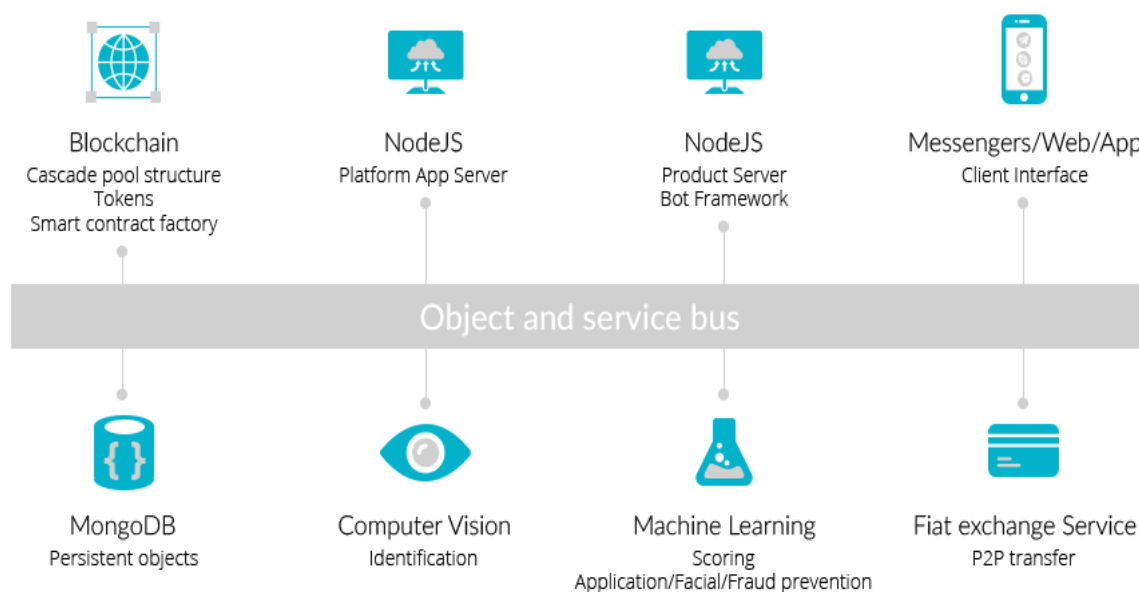 Blockchain
Cascade pool structure
Tokens
Smart contract factory
NodeJS
Platform App Server
NodeJS
Product Server
Bot Framework
Messengers/Web/App
Client Interface
Object and service bus
MongoDB
Persistent objects
Computer Vision
Identification
Machine Learning
Scoring
Application/Facial/Fraud prevention
Fiat exchange Service
P2P transfer